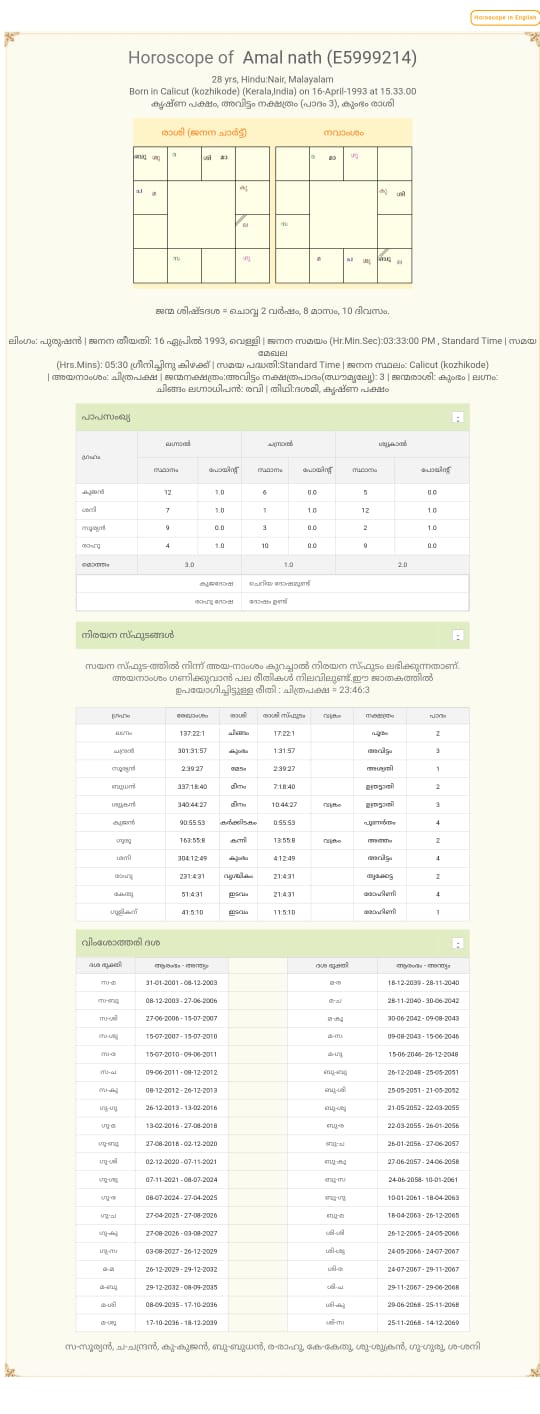 Horoscope in English
Horoscope of Amal nath (E5999214)
28 yrs, Hindu:Nair, Malayalam
Born in Calicut (kozhikode) (Kerala,India) on 16-April-1993 at 15.33.00
കൃഷ്ണ പക്ഷം, അവിട്ടം നക്ഷത്രം (പാദം 3), കുംഭം രാശി
രാശി (ജനന ചാർട്ട്) നവാംശം
ബു ശു ര ശി മാ ര മാ ശു
ച മ കു കു ശി
ല സ
സ ഗു മ ച ഗു ബു ല
ജന്മ ശിഷ്ടദശ = ചൊവ്വ 2 വർഷം, 8 മാസം, 10 ദിവസം.
ലിംഗം: പുരുഷൻ | ജനന തീയതി: 16 ഏപ്രിൽ 1993, വെള്ളി | ജനന സമയം (Hr.Min.Sec):03:33:00 PM , Standard Time | സമയ
മേഖല
(Hrs.Mins): 05:30 ഗ്രീനിച്ചിനു കിഴക്ക് | സമയ പദ്ധതി:Standard Time | ജനന സ്ഥലം: Calicut (kozhikode)
| അയനാംശം: ചിത്രപക്ഷ | ജന്മനക്ഷത്രം:അവിട്ടം 3 | ജന്മരാശി: കുംഭം | ലഗ്നം:
ചിങ്ങം ലഗ്നാധിപൻ: രവി | തിഥി:ദശമി, കൃഷ്ണ പക്ഷം
പാപസംഖ്യ
ഗ്രഹം ലഗ്നാൽ ചന്ദ്രാൽ ശുക്രാൽ
സ്ഥാനം പോയിന്റ് സ്ഥാനം പോയിന്റ് സ്ഥാനം പോയിന്റ്
കുജൻ 12 1.0 6 0.0 5 0.0
ശനി 7 1.0 1 1.0 12 1.0
സൂര്യൻ 9 0.0 3 0.0 2 1.0
രാഹു 4 1.0 10 0.0 9 0.0
മൊത്തം 3.0 1.0 2.0
കുജദോഷ ചെറിയ ദോഷമുണ്ട്
രാഹു ദോഷ ദോഷം ഉണ്ട്
നിരയന സ്ഫുടങ്ങൾ
സയന സ്ഫുട-ത്തിൽ നിന്ന് അയ-നാംശം കുറച്ചാൽ നിരയന സ്ഫുടം ലഭിക്കുന്നതാണ്.
അയനാംശം ഗണിക്കുവാൻ പല രീതികൾ നിലവിലുണ്ട്.ഈ ജാതകത്തിൽ
ഉപയോഗിച്ചിട്ടുള്ള രീതി : ചിത്രപക്ഷ = 23:46:3
ഗ്രഹം രേഖാംശം രാശി രാശി സ്ഫുടം വക്രം നക്ഷത്രം പാദം
ലഗ്നം 137:22:1 ചിങ്ങം 17:22:1 പൂരം 2
ചന്ദ്രൻ 301:31:57 കുംഭം 1:31:57 അവിട്ടം 3
സൂര്യൻ 2:39:27 മേടം 2:39:27 അശ്വതി 1
ബുധൻ 337:18:40 മീനം 7:18:40 ഉത്രട്ടാതി 2
ശുക്രൻ 340:44:27 മീനം 10:44:27 വക്രം ഉത്രട്ടാതി 3
കുജൻ 90:55:53 കർക്കിടകം 0:55:53 പുണർതം 4
ഗുരു 163:55:8 കന്നി 13:55:8 വക്രം അത്തം 2
ശനി 304:12:49 കുംഭം 4:12:49 അവിട്ടം 4
രാഹു 231:4:31 വൃശ്ചികം 21:4:31 തൃക്കേട്ട 2
കേതു 51:4:31 ഇടവം 21:4:31 രോഹിണി 4
ഗുളികന് 41:5:10 ഇടവം 11:5:10 രോഹിണി 1
വിംശോത്തരി ദശ
ദശ ഭുക്തി ആരംഭം - അന്ത്യം ദശ ഭുക്തി ആരംഭം - അന്ത്യം
സ-മ 31-01-2001 - 08-12-2003 മ-ര 18-12-2039 - 28-11-2040
സ-ബു 08-12-2003 - 27-06-2006 മ-ച 28-11-2040 - 30-06-2042
സ-ശി 27-06-2006 - 15-07-2007 മ-കു 30-06-2042 - 09-08-2043
സ-ശു 15-07-2007 - 15-07-2010 മ-സ 09-08-2043 - 15-06-2046
സ-ര 15-07-2010 - 09-06-2011 മ-ഗു 15-06-2046- 26-12-2048
സ-ച 09-06-2011 - 08-12-2012 ബു-ബു 26-12-2048 - 25-05-2051
സ-കു 08-12-2012 - 26-12-2013 ബു-ശി 25-05-2051 - 21-05-2052
ഗു-ഗു 26-12-2013 - 13-02-2016 ബു-ശു 21-05-2052 - 22-03-2055
ഗു-മ 13-02-2016 - 27-08-2018 ബു-ര 22-03-2055 - 26-01-2056
ഗു-ബു 27-08-2018 - 02-12-2020 ബു-ച 26-01-2056 - 27-06-2057
ഗു-ശി 02-12-2020 - 07-11-2021 ബു-കു 27-06-2057 - 24-06-2058
ഗു-ശു 07-11-2021 - 08-07-2024 ബു-സ 24-06-2058- 10-01-2061
ഗു-ര 08-07-2024 - 27-04-2025 ബു-ഗു 10-01-2061 - 18-04-2063
ഗു-ച 27-04-2025 - 27-08-2026 ബു-മ 18-04-2063 - 26-12-2065
ഗു-കു 27-08-2026 - 03-08-2027 ശി-ശി 26-12-2065 - 24-05-2066
ഗു-സ 03-08-2027 - 26-12-2029 ശി-ശു 24-05-2066 - 24-07-2067
മ-മ 26-12-2029 - 29-12-2032 ശി-ര 24-07-2067 - 29-11-2067
മ-ബു 29-12-2032 - 08-09-2035 ശി-ച 29-11-2067 - 29-06-2068
മ-ശി 08-09-2035 - 17-10-2036 ശി-കു 29-06-2068 - 25-11-2068
മ-ശു 17-10-2036 - 18-12-2039 ശി-സ 25-11-2068 - 14-12-2069
സ-സൂര്യൻ, ച-ചന്ദ്രൻ, കു-കുജൻ, ബു-ബുധൻ, ര-രാഹു, കേ-കേതു, ശു-ശുക്രൻ, ഗു-ഗുരു, ശ-ശനി